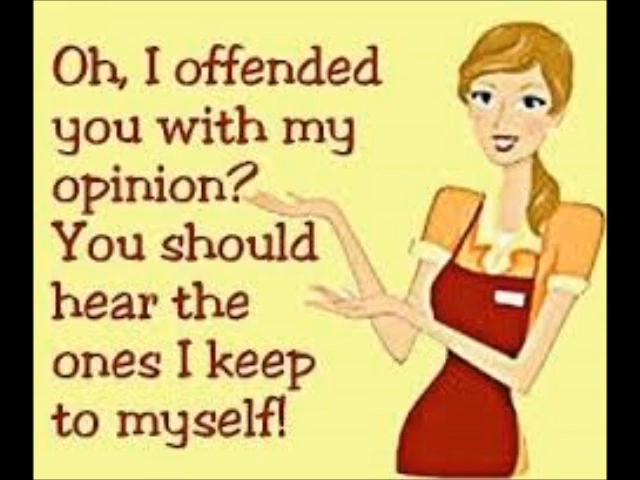 Oh, I offended
you with my
opinion?
You should
hear the
ones I keep
to myself!